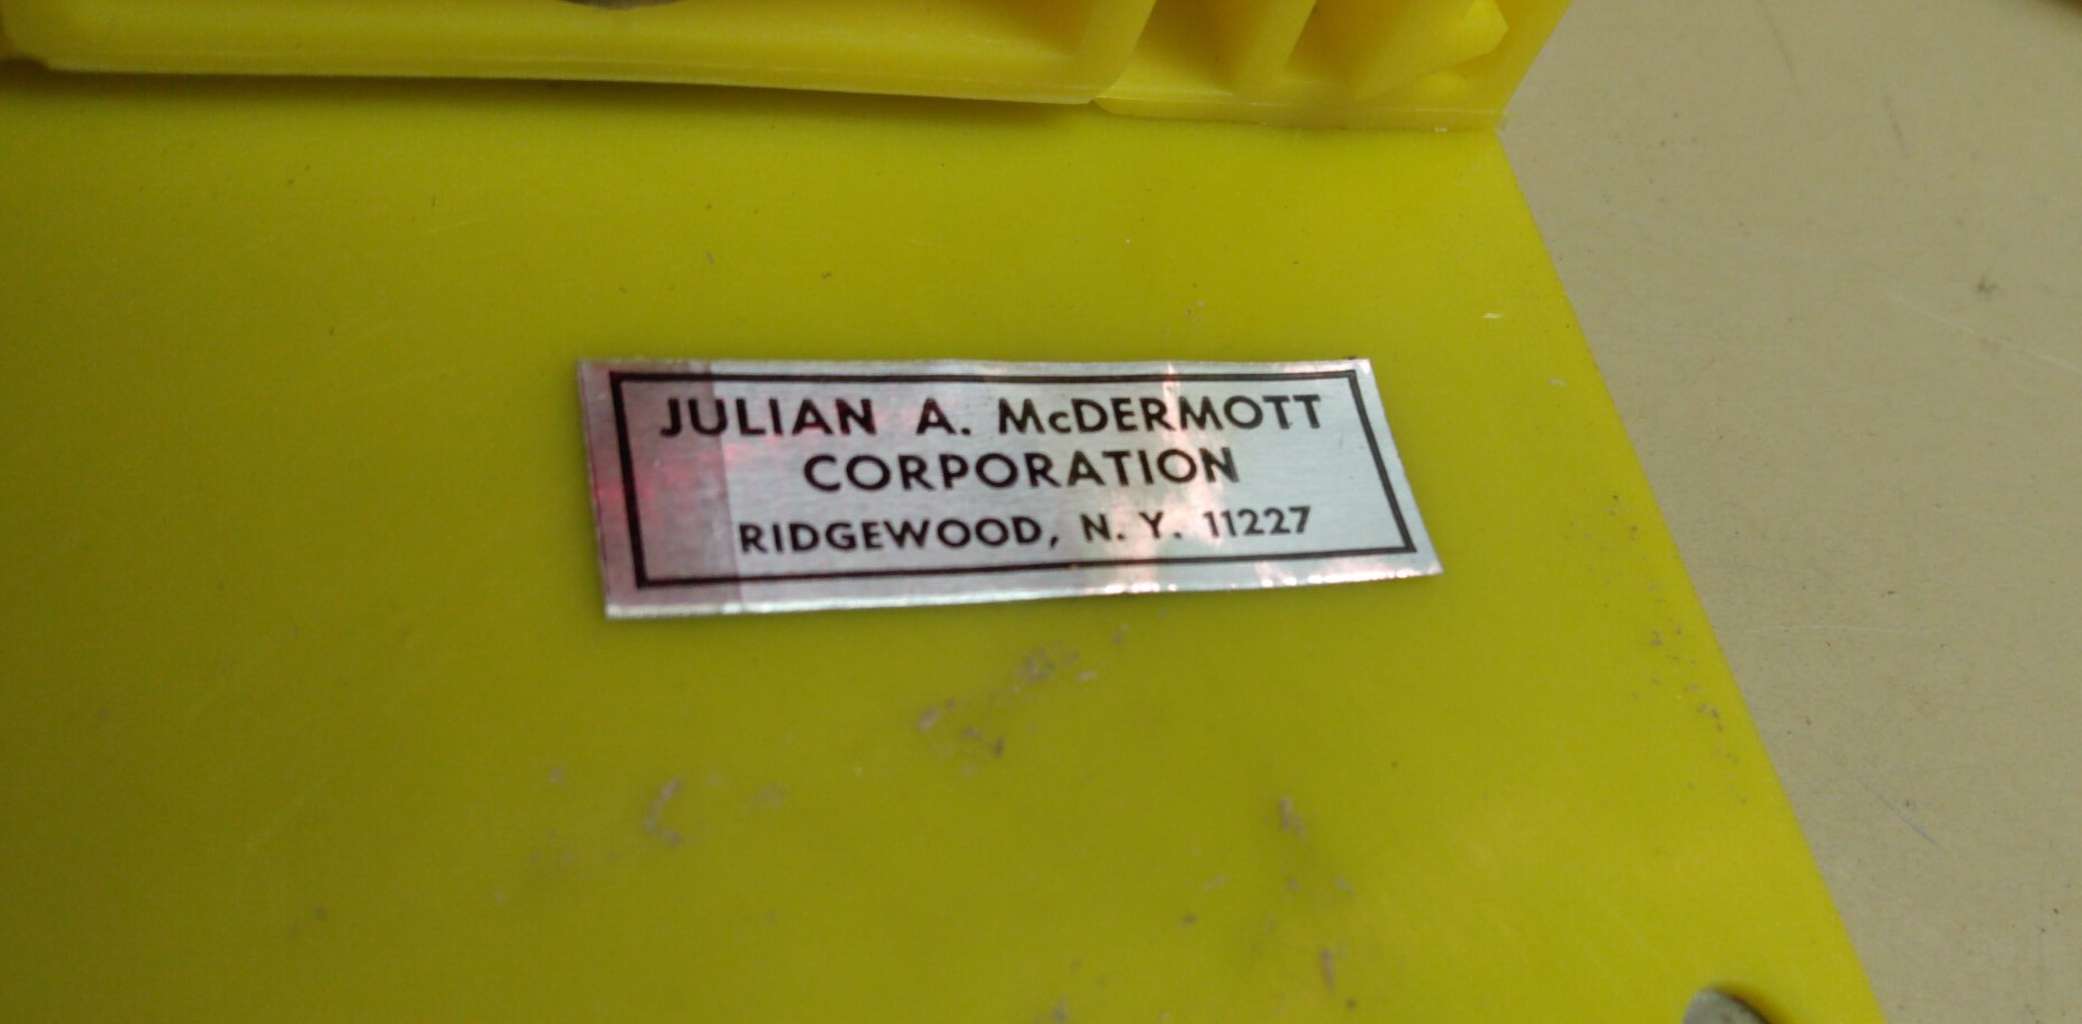 JULIAN A. McDERMOTT
CORPORATION
RIDGEWOOD, N. Y. 11227